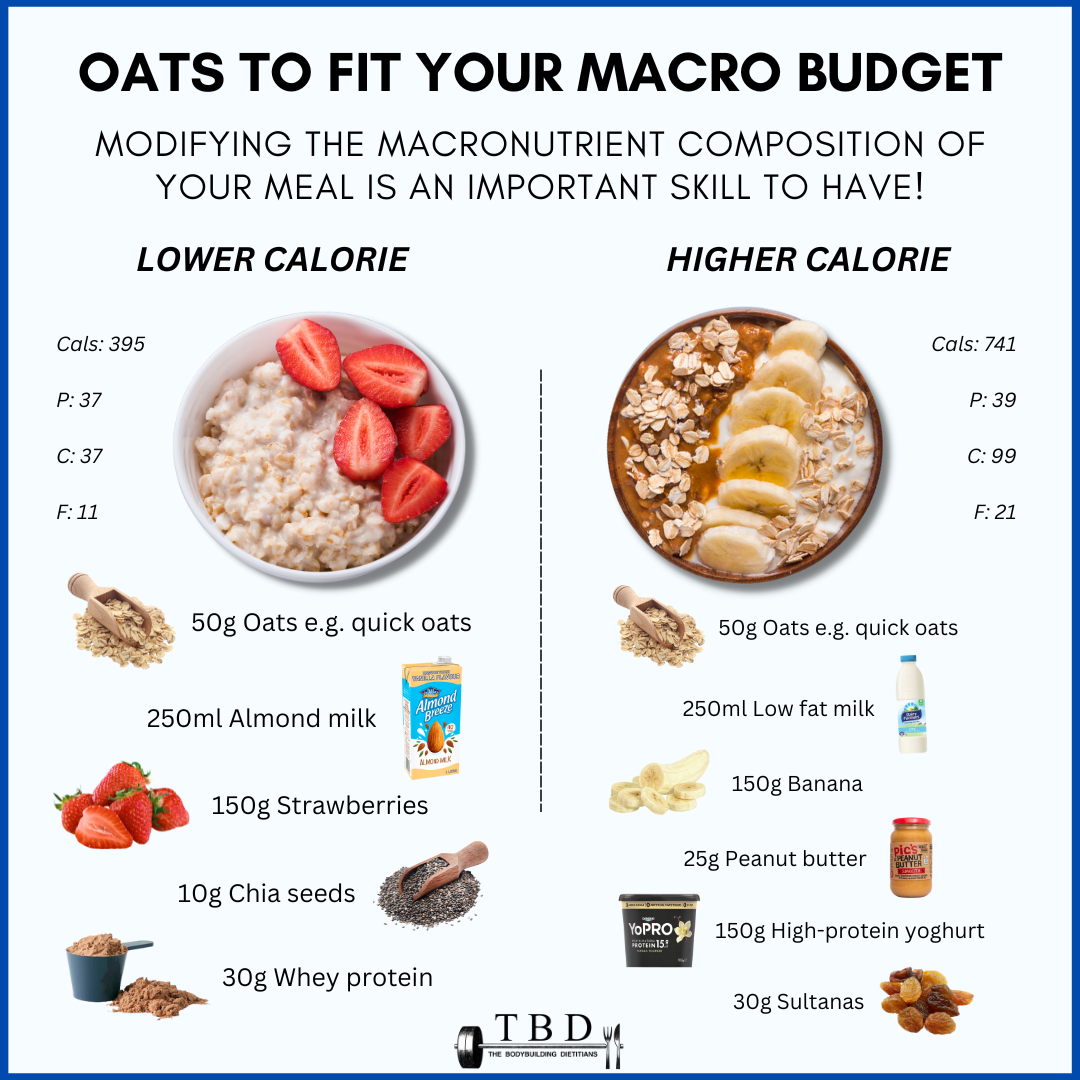 OATS TO FIT YOUR MACRO BUDGET
MODIFYING THE MACRONUTRIENT COMPOSITION OF
YOUR MEAL IS AN IMPORTANT SKILL TO HAVE!
LOWER CALORIE
Cals: 395
P: 37
C: 37
F: 11
50g Oats e.g. quick oats
250ml Almond milk
VANILLA FLAVOUR
Almond
Breeze
ALMOND MILK
150g Strawberries
10g Chia seeds
30g Whey protein
HIGHER CALORIE
Cals: 741
P: 39
C: 99
F: 21
50g Oats e.g. quick oats
250ml Low fat milk
150g Banana
25g Peanut butter
pic's
PEANUT
BUTTER
SMOOTH
YoPRO
PROTEIN 15
150g High-protein yoghurt
30g Sultanas
TBD
THE BODYBUILDING DIETITIANS